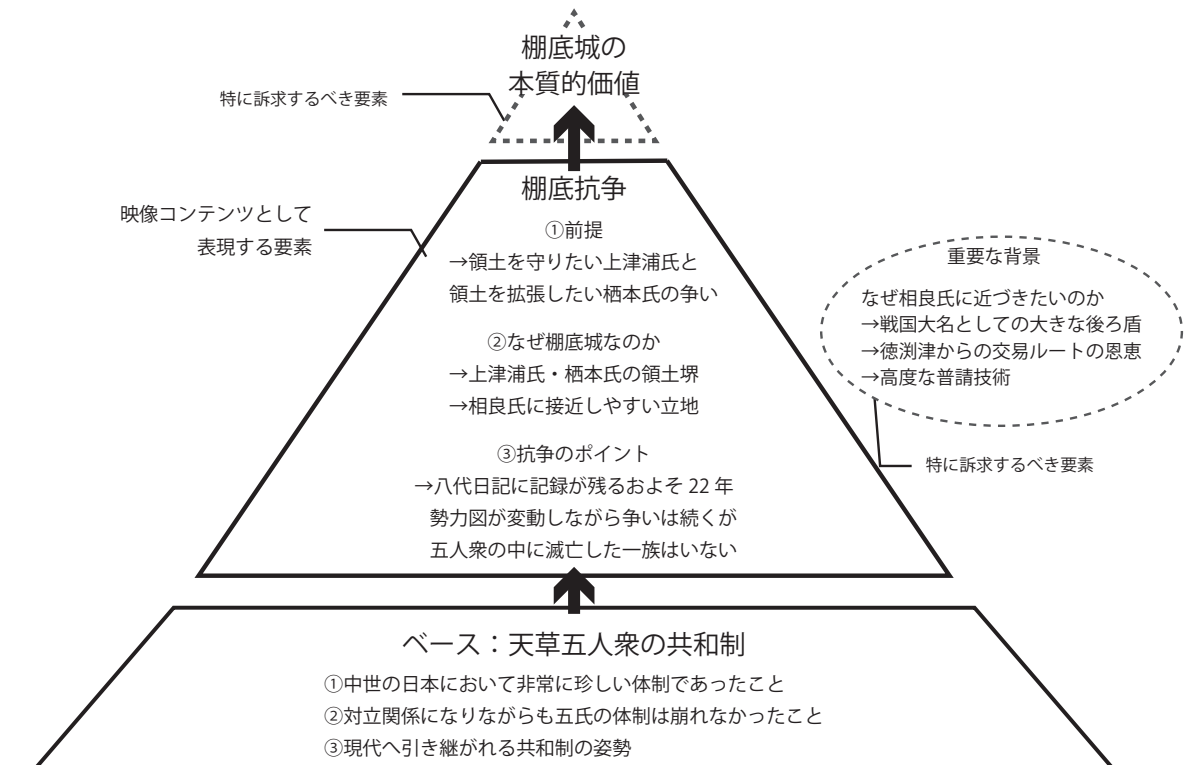 棚底城の
本質的価値
特に訴求するべき要素
棚底抗争
映像コンテンツとして
表現する要素
①前提
→領土を守りたい上津浦氏と
領土を拡張したい栖本氏の争い
②なぜ棚底城なのか
→上津浦氏・栖本氏の領土堺
→相良氏に接近しやすい立地
③抗争のポイント
→八代日記に記録が残るおよそ 22 年
勢力図が変動しながら争いは続くが
五人衆の中に滅亡した一族はいない
重要な背景
なぜ相良氏に近づきたいのか
→戦国大名としての大きな後ろ盾
→徳渕津からの交易ルートの恩恵
→高度な普請技術
特に訴求するべき要素
ベース：天草五人衆の共和制
①中世の日本において非常に珍しい体制であったこと
②対立関係になりながらも五氏の体制は崩れなかったこと
③現代へ引き継がれる共和制の姿勢